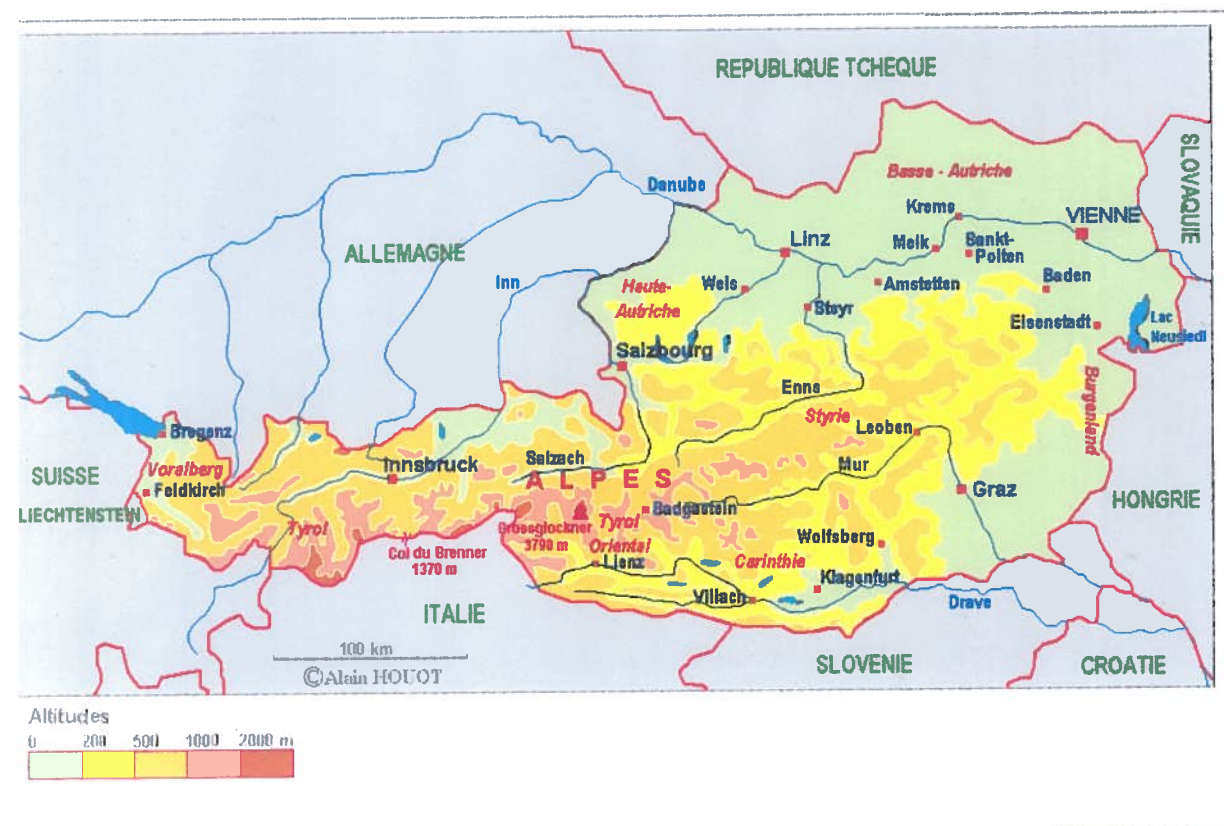 REPUBLIQUE TCHEQUE
SLOVAQUIE
Basse - Autriche
Danube
Krems
VIENNE
ALLEMAGNE
Linz
Melk
Sankt-
Polten
Inn
Haute-
Autriche
Wels
Amstetten
Baden
Steyr
Eisenstadt
Lac
Neusiedl
Salzbourg
Enns
Burgenland
Styrie
Bregenz
Leoben
SUISSE
Voralberg
Feldkirch
Innsbruck
Salzach
ALPES
Mur
Graz
HONGRIE
LIECHTENSTEIN
Tyrol
Badgastein
Grossglockner
3798 m
Tyrol
Oriental
Col du Brenner
1370 m
Wolfsberg
Lienz
Carinthie
Klagenfurt
Villach
Drave
ITALIE
100 km
©Alain HOUOT
SLOVENIE
CROATIE
Altitudes
0 200 500 1000 2000 m